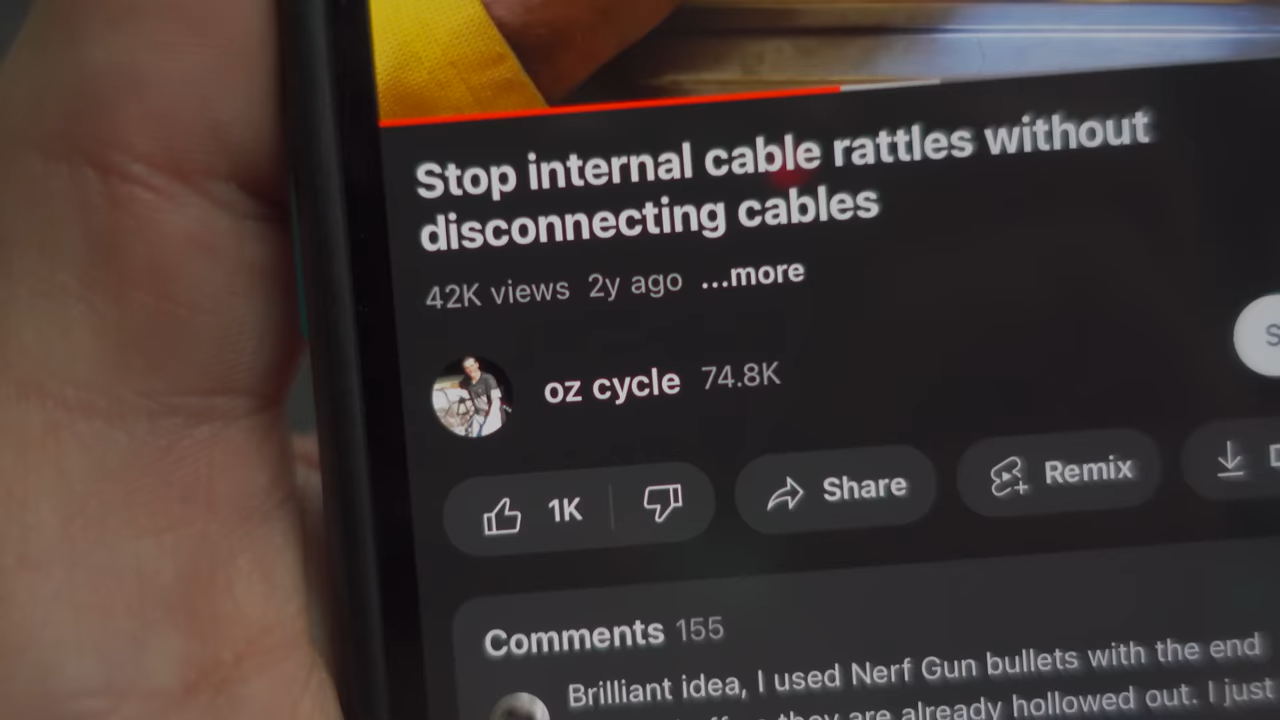 Stop internal cable rattles without
disconnecting cables
42K views 2y ago ...more
oz cycle 74.8K
1K Share Remix
Comments 155
Brilliant idea, I used Nerf Gun bullets with the end
they are already hollowed out. I just